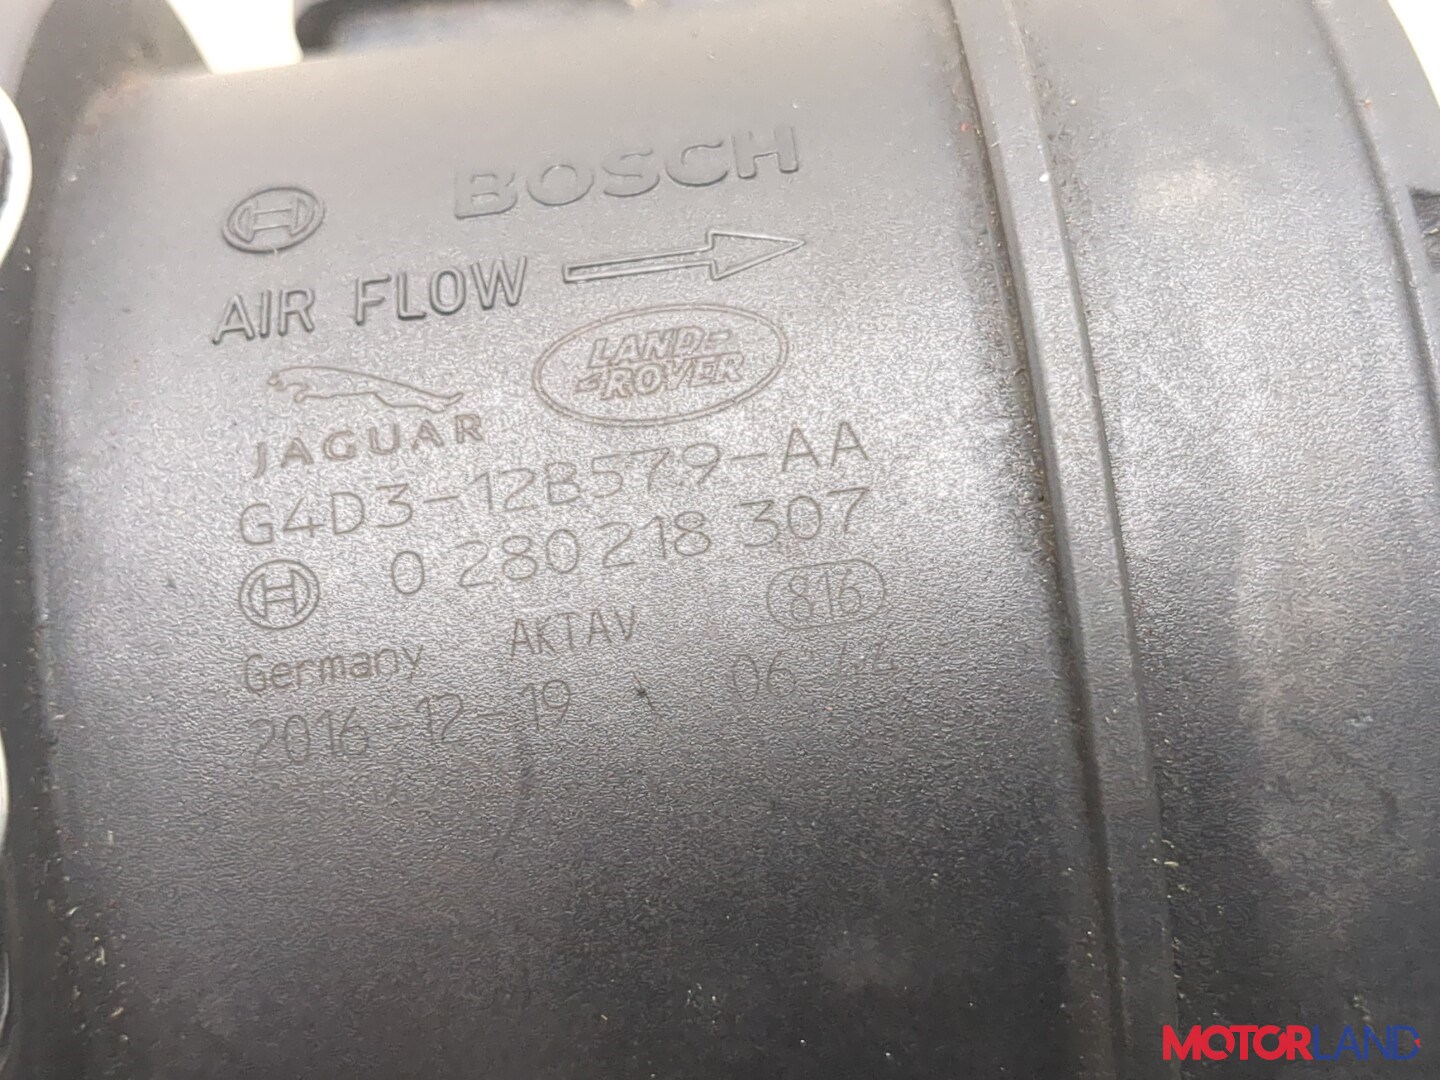 BOSCH
AIR FLOW
JAGUAR
LAND-
ROVER
G4D3-12B579-AA
0 280 218 307
Germany AKTAV 816
2016-12-19 06
MOTORLAND